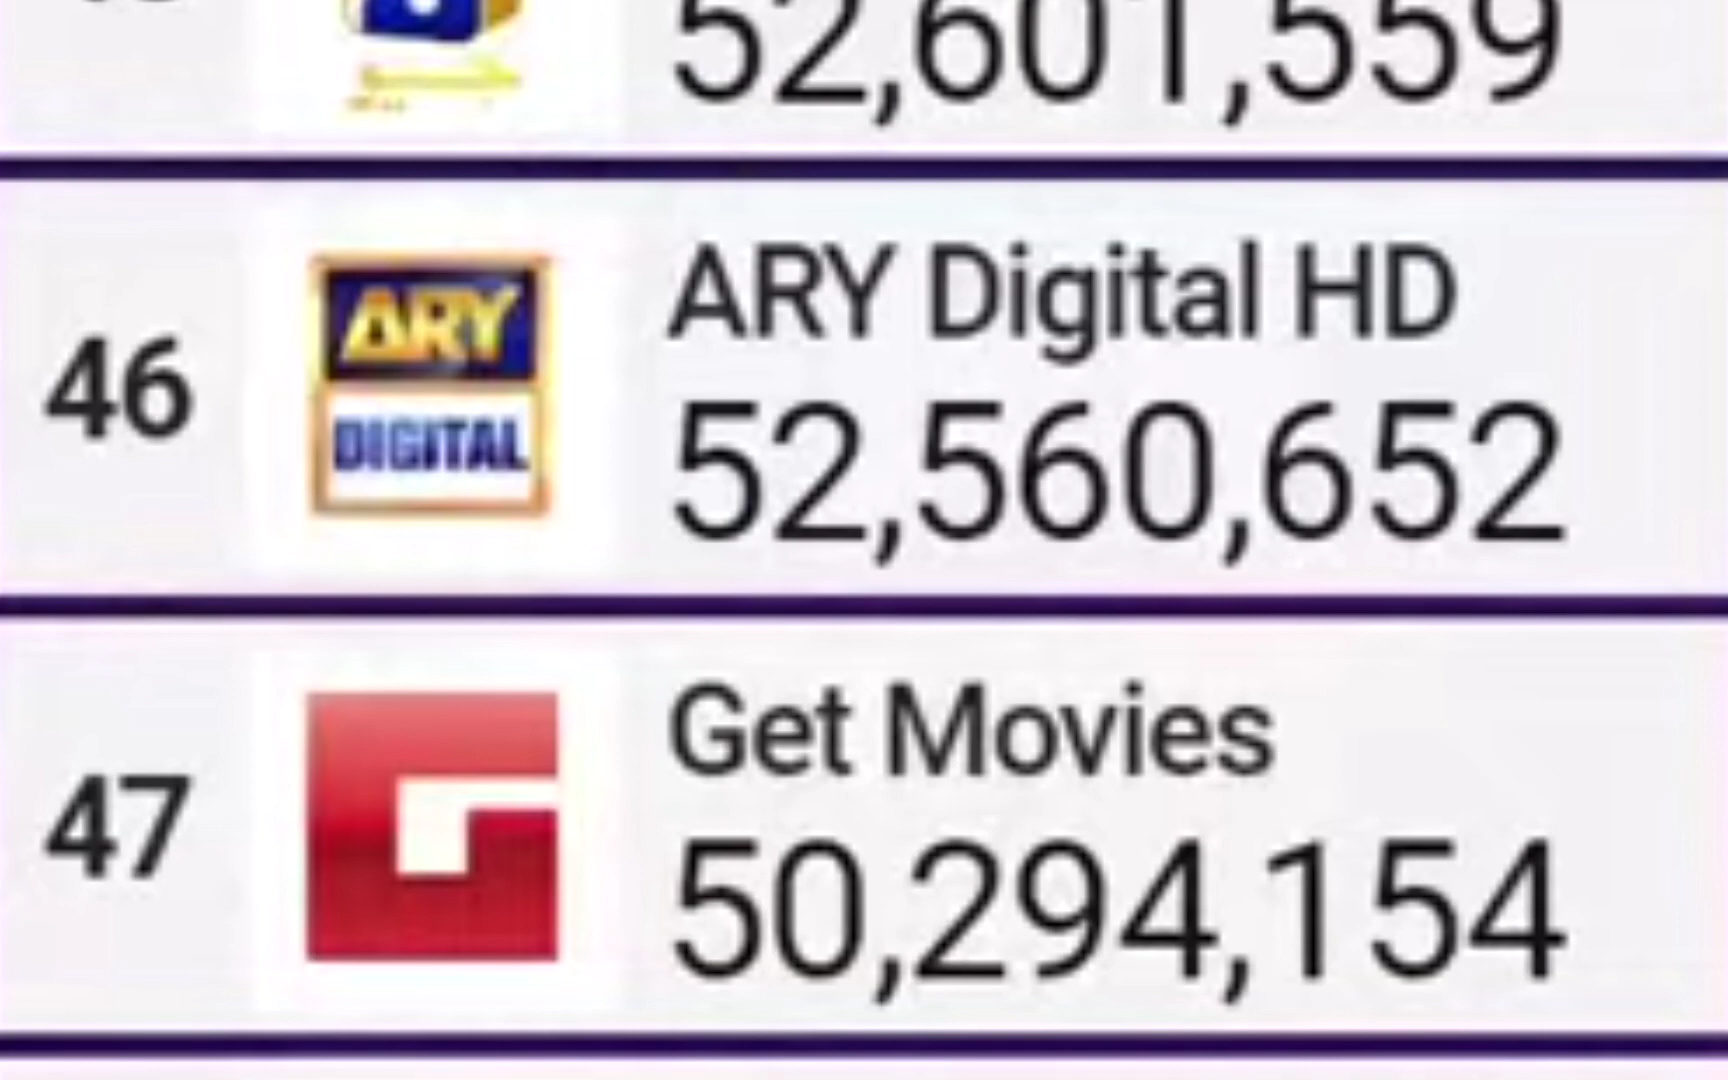 52,601,559
46
ARY
DIGITAL
ARY Digital HD
52,560,652
47
Get Movies
50,294,154